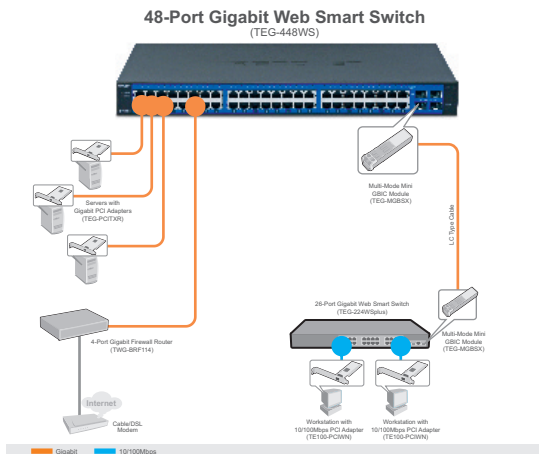 48-Port Gigabit Web Smart Switch
(TEG-448WS)
Servers with
Gigabit PCI Adapters
(TEG-PCITXR)
Multi-Mode Mini
GBIC Module
(TEG-MGBSX)
LC Type Cable
26-Port Gigabit Web Smart Switch
(TEG-224WSplus)
Multi-Mode Mini
GBIC Module
(TEG-MGBSX)
4-Port Gigabit Firewall Router
(TWG-BRF114)
Internet
Cable/DSL
Modem
Workstation with
10/100Mbps PCI Adapter
(TE100-PCIWN)
Workstation with
10/100Mbps PCI Adapter
(TE100-PCIWN)
Gigabit
10/100Mbps